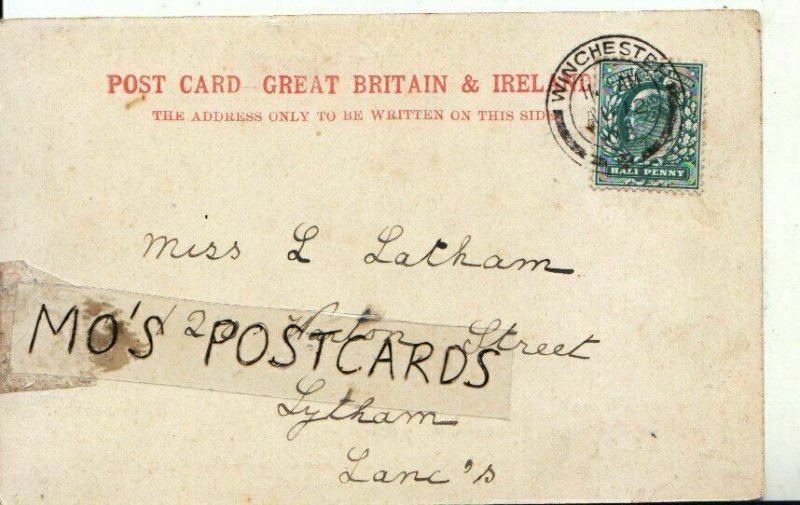 POST CARD GREAT BRITAIN & IRELAND
THE ADDRESS ONLY TO BE WRITTEN ON THIS SIDE
WINCHESTER
HALF PENNY
Miss L Latham
Street
MO'S POSTCARDS
Lytham
Lanc's